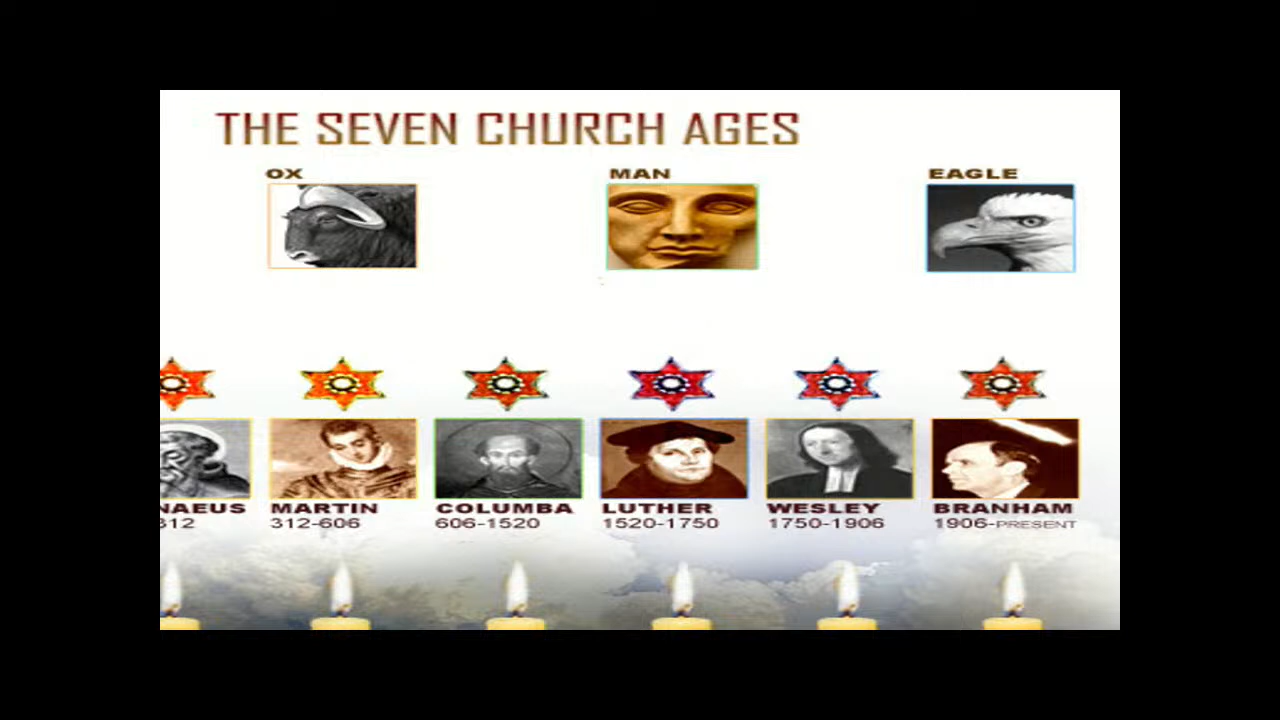 THE SEVEN CHURCH AGES
OX MAN EAGLE
NAEUS MARTIN COLUMBA LUTHER WESLEY BRANHAM
312 312-606 606-1520 1520-1750 1750-1906 1906-PRESENT